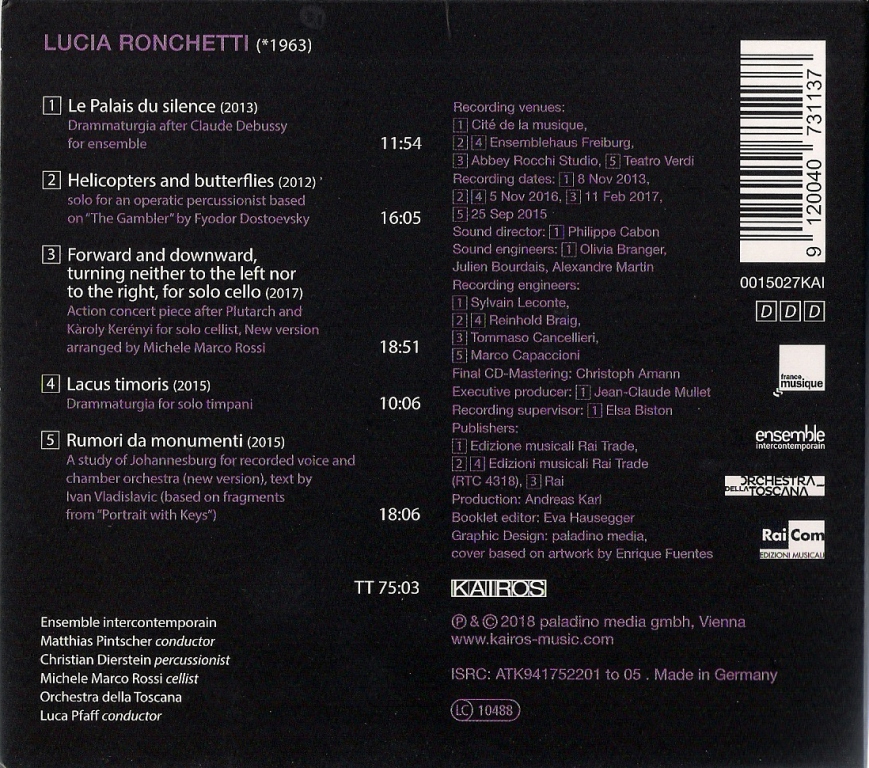 LUCIA RONCHETTI (*1963)
1 Le Palais du silence (2013)
Drammaturgia after Claude Debussy
for ensemble 11:54
2 Helicopters and butterflies (2012)
solo for an operatic percussionist based
on "The Gambler" by Fyodor Dostoevsky 16:05
3 Forward and downward,
turning neither to the left nor
to the right, for solo cello (2017)
Action concert piece after Plutarch and
Kàroly Kerényi for solo cellist, New version
arranged by Michele Marco Rossi 18:51
4 Lacus timoris (2015)
Drammaturgia for solo timpani 10:06
5 Rumori da monumenti (2015)
A study of Johannesburg for recorded voice and
chamber orchestra (new version), text by
Ivan Vladislavic (based on fragments
from "Portrait with Keys") 18:06
TT 75:03
Ensemble intercontemporain
Matthias Pintscher conductor
Christian Dierstein percussionist
Michele Marco Rossi cellist
Orchestra della Toscana
Luca Pfaff conductor
Recording venues:
1 Cité de la musique,
2 4 Ensemblehaus Freiburg,
3 Abbey Rocchi Studio, 5 Teatro Verdi
Recording dates: 1 8 Nov 2013,
2 4 5 Nov 2016, 3 11 Feb 2017,
5 25 Sep 2015
Sound director: 1 Philippe Cabon
Sound engineers: 1 Olivia Branger,
Julien Bourdais, Alexandre Martin
Recording engineers:
1 Sylvain Leconte,
2 4 Reinhold Braig,
3 Tommaso Cancellieri,
5 Marco Capaccioni
Final CD-Mastering: Christoph Amann
Executive producer: 1 Jean-Claude Mullet
Recording supervisor: 1 Elsa Biston
Publishers:
1 Edizione musicali Rai Trade,
2 4 Edizioni musicali Rai Trade
(RTC 4318), 3 Rai
Production: Andreas Karl
Booklet editor: Eva Hausegger
Graphic Design: paladino media,
cover based on artwork by Enrique Fuentes
KAIROS
℗ & © 2018 paladino media gmbh, Vienna
www.kairos-music.com
ISRC: ATK941752201 to 05 . Made in Germany
LC 10488
9 120040 731137
0015027KAI
D D D
france
musique
ensemble
intercontemporain
ORCHESTRA
DELLA TOSCANA
Rai Com
EDIZIONI MUSICALI